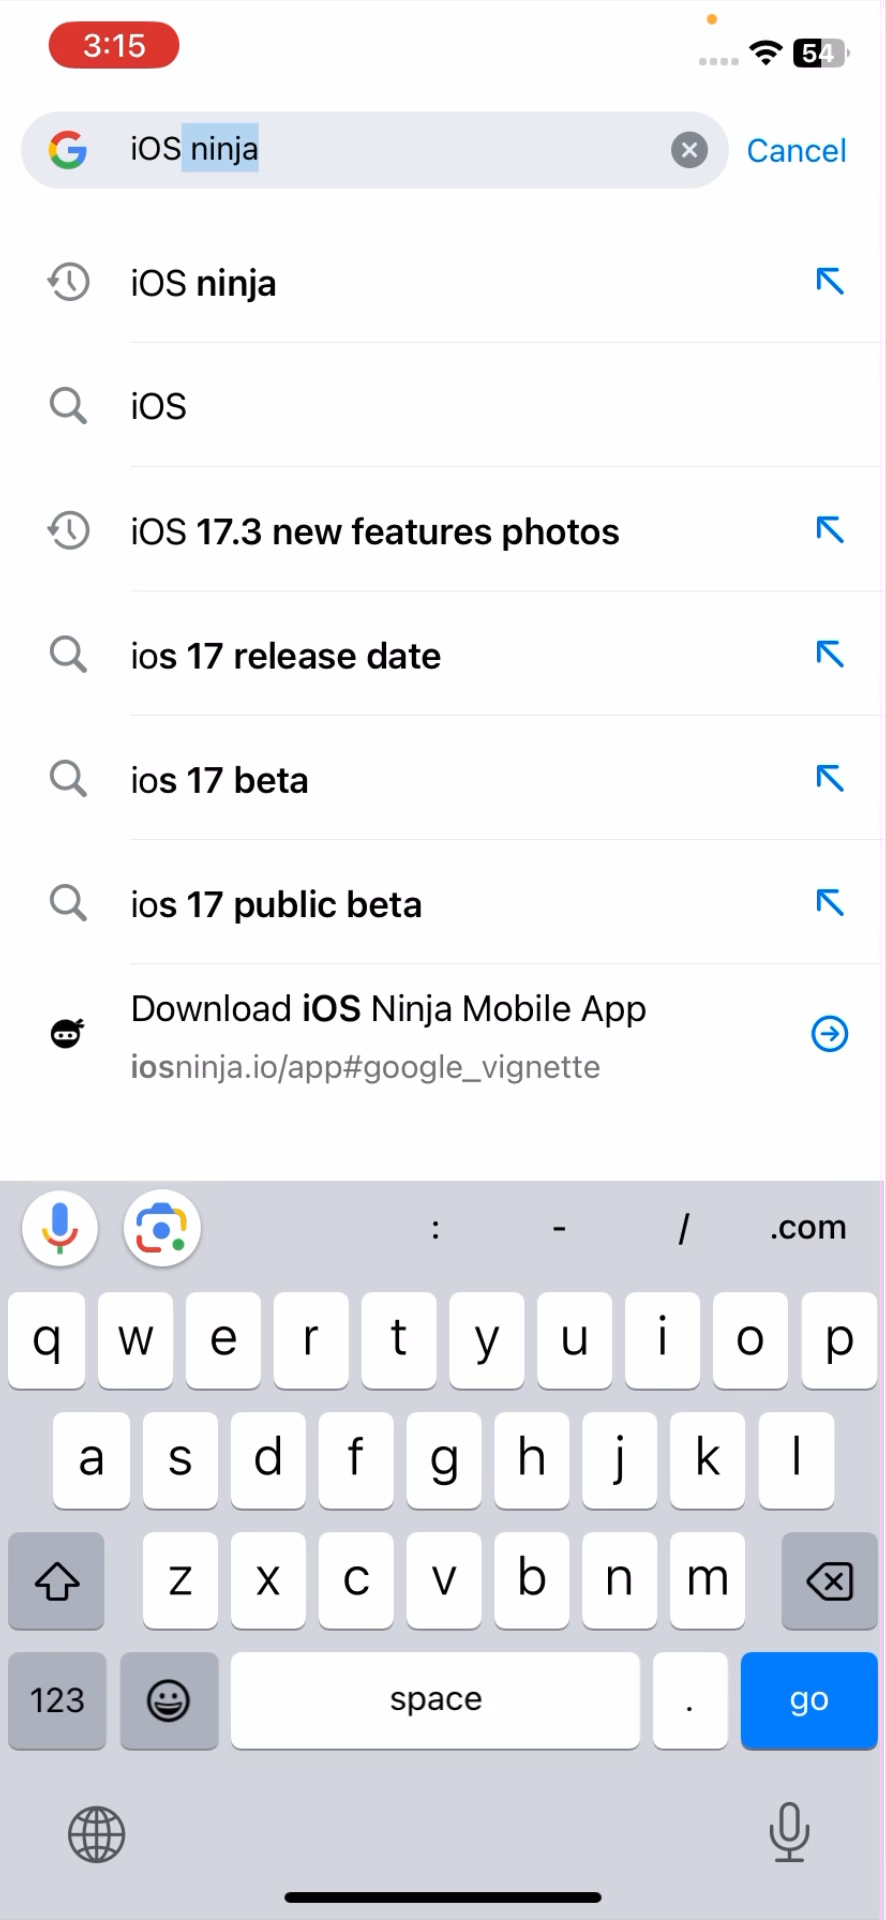 3:15
54
iOS ninja
Cancel
iOS ninja
iOS
iOS 17.3 new features photos
ios 17 release date
ios 17 beta
ios 17 public beta
Download iOS Ninja Mobile App
iosninja.io/app#google_vignette
: - / .com
q w e r t y u i o p
a s d f g h j k l
z x c v b n m
123 space . go